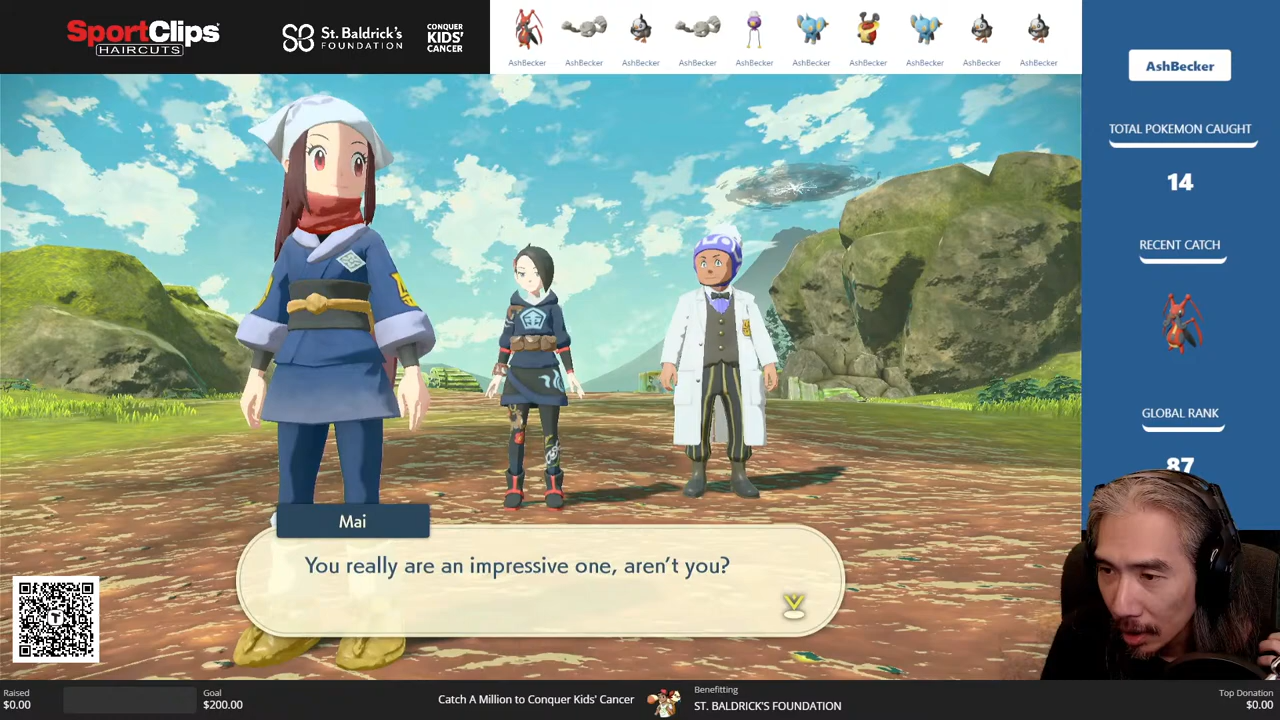 SportClips
HAIRCUTS
St. Baldrick's
FOUNDATION
CONQUER
KIDS'
CANCER
AshBecker
AshBecker
AshBecker
AshBecker
AshBecker
AshBecker
AshBecker
AshBecker
AshBecker
AshBecker
AshBecker
TOTAL POKEMON CAUGHT
14
RECENT CATCH
GLOBAL RANK
87
Mai
You really are an impressive one, aren't you?
Raised
$0.00
Goal
$200.00
Catch A Million to Conquer Kids' Cancer
Benefitting
ST. BALDRICK'S FOUNDATION
Top Donation
$0.00